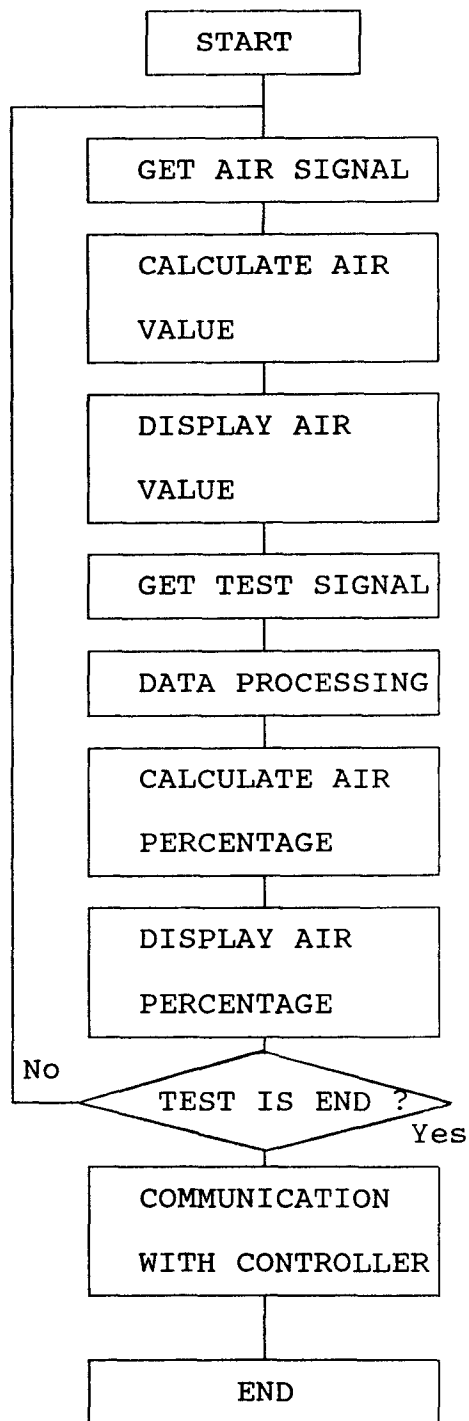 START
GET AIR SIGNAL
CALCULATE AIR
VALUE
DISPLAY AIR
VALUE
GET TEST SIGNAL
DATA PROCESSING
CALCULATE AIR
PERCENTAGE
DISPLAY AIR
PERCENTAGE
No
TEST IS END ?
Yes
COMMUNICATION
WITH CONTROLLER
END